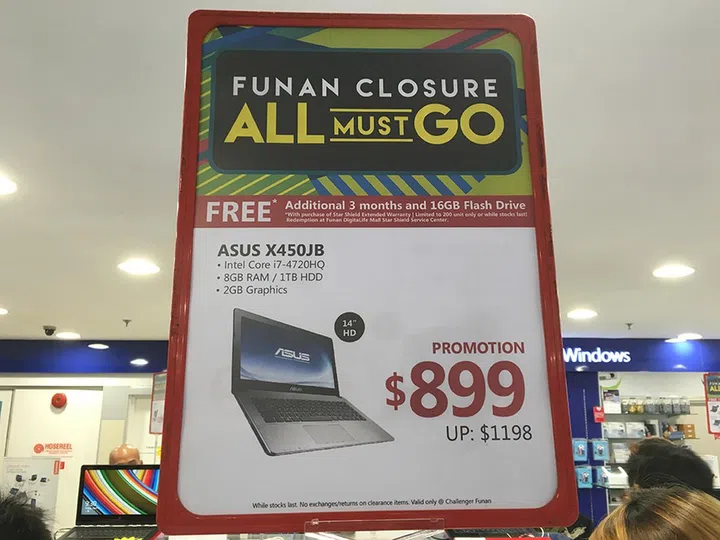 FUNAN CLOSURE
ALL MUST GO
FREE* Additional 3 months and 16GB Flash Drive
*With purchase of Star Shield Extended Warranty | Limited to 200 unit only or while stocks last!
Redemption at Funan DigitaLife Mall Star Shield Service Center.
ASUS X450JB
• Intel Core i7-4720HQ
• 8GB RAM / 1TB HDD
• 2GB Graphics
14"
HD
ASUS
PROMOTION
$899
UP: $1198
While stocks last. No exchanges/returns on clearance items. Valid only @ Challenger Funan
Windows
HOSEREEL
9:30